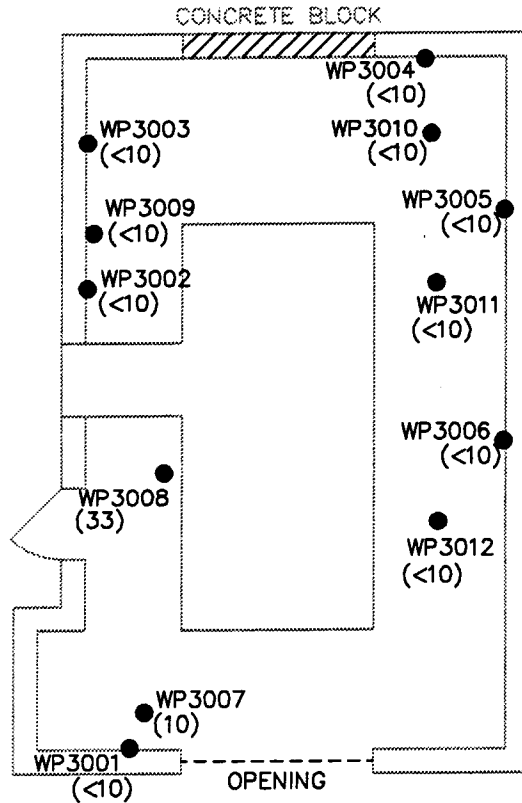 CONCRETE BLOCK
WP3004
(<10)
WP3003
(<10)
WP3010
(<10)
WP3009
(<10)
WP3005
(<10)
WP3002
(<10)
WP3011
(<10)
WP3006
(<10)
WP3008
(33)
WP3012
(<10)
WP3007
(10)
WP3001
(<10)
OPENING